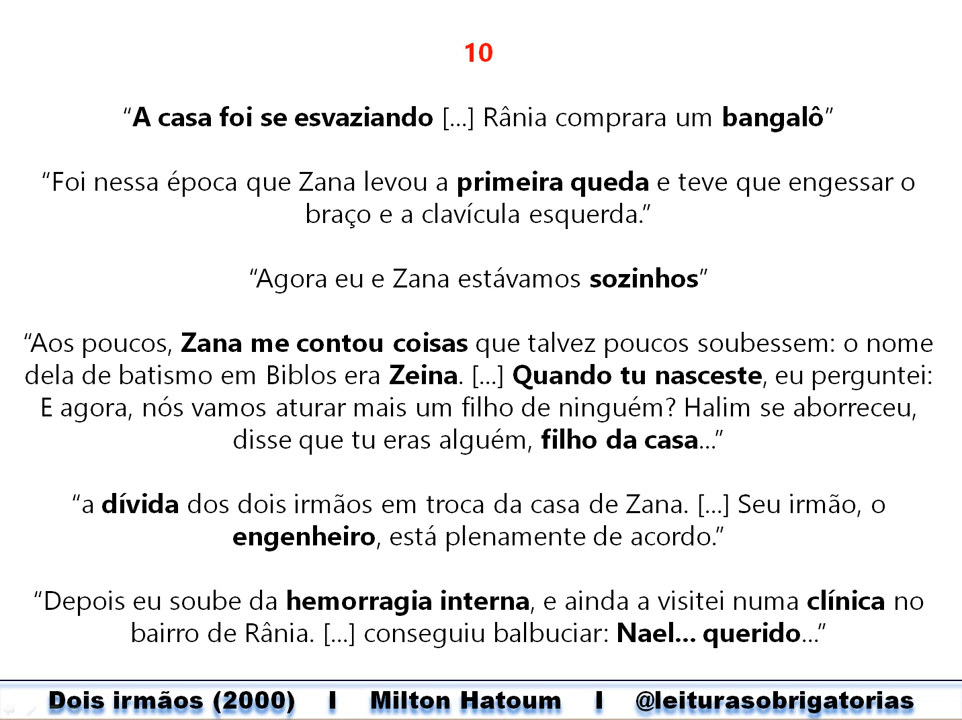 10
“A casa foi se esvaziando [...] Rânia comprara um bangalô”
“Foi nessa época que Zana levou a primeira queda e teve que engessar o
braço e a clavícula esquerda.”
“Agora eu e Zana estávamos sozinhos”
“Aos poucos, Zana me contou coisas que talvez poucos soubessem: o nome
dela de batismo em Biblos era Zeina. [...] Quando tu nasceste, eu perguntei:
E agora, nós vamos aturar mais um filho de ninguém? Halim se aborreceu,
disse que tu eras alguém, filho da casa...”
“a dívida dos dois irmãos em troca da casa de Zana. [...] Seu irmão, o
engenheiro, está plenamente de acordo.”
“Depois eu soube da hemorragia interna, e ainda a visitei numa clínica no
bairro de Rânia. [...] conseguiu balbuciar: Nael... querido...”
Dois irmãos (2000) I Milton Hatoum I @leiturasobrigatorias